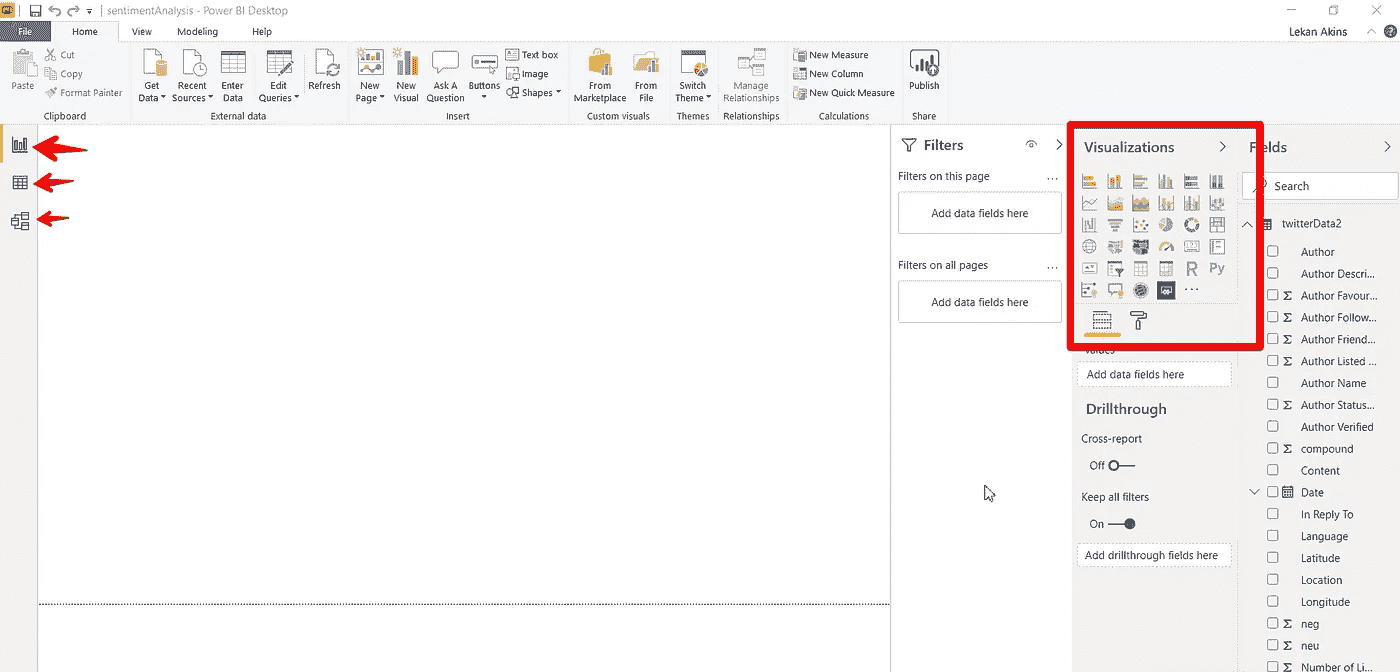 sentimentAnalysis - Power BI Desktop
File Home View Modeling Help Lekan Akins
Paste
Cut
Copy
Format Painter
Clipboard
Get Data
Recent Sources
Enter Data
Edit Queries
Refresh
External data
New Page
New Visual
Ask A Question
Buttons
Text box
Image
Shapes
Insert
From Marketplace
From File
Custom visuals
Switch Theme
Themes
Manage Relationships
Relationships
New Measure
New Column
New Quick Measure
Calculations
Publish
Share
Filters
Filters on this page ...
Add data fields here
Filters on all pages ...
Add data fields here
Visualizations
R Py
...
Values
Add data fields here
Drillthrough
Cross-report
Off
Keep all filters
On
Add drillthrough fields here
Fields
Search
twitterData2
Author
Author Descri...
Σ Author Favour...
Σ Author Follow...
Σ Author Friend...
Σ Author Listed ...
Author Name
Σ Author Status...
Author Verified
Σ compound
Content
Date
In Reply To
Language
Latitude
Location
Longitude
Σ neg
Σ neu
Σ Number of Li...